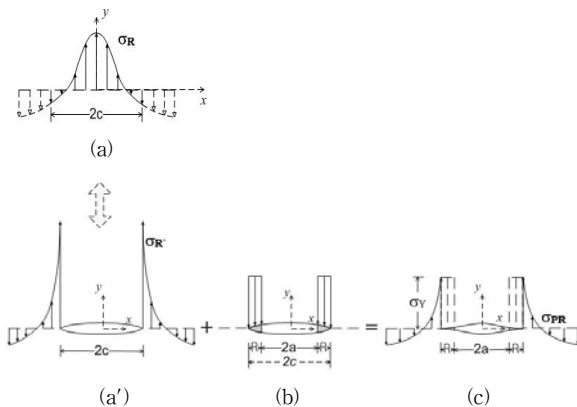 y
σR
x
2c
(a)
σR'
y
x
2c
+
y
x
R 2a R
2c
=
σY
y
x
σPR
R 2a R
(a′)
(b)
(c)